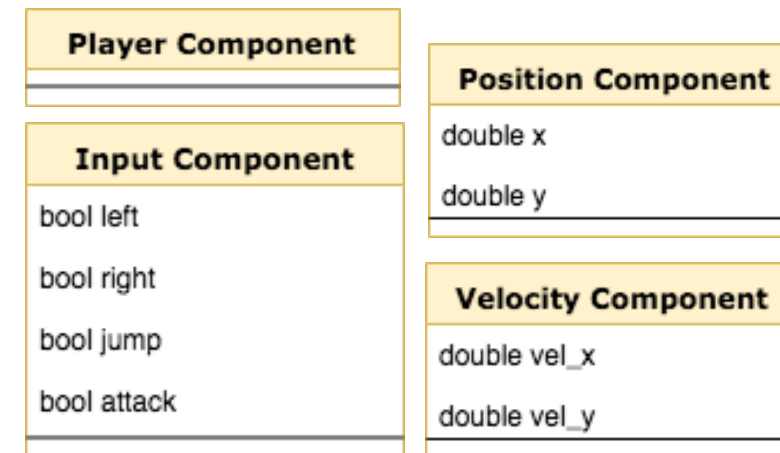 Player Component
Input Component
bool left
bool right
bool jump
bool attack
Position Component
double x
double y
Velocity Component
double vel_x
double vel_y